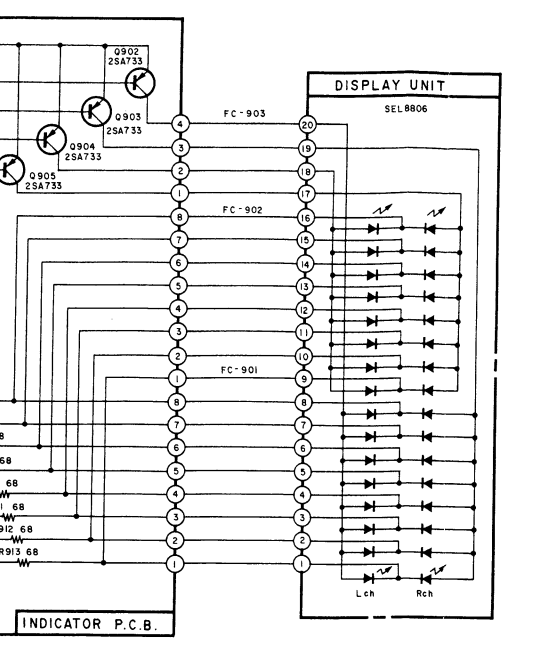 Q902
2SA733
DISPLAY UNIT
SEL8806
Q903
2SA733
FC-903
4
20
Q904
2SA733
3
19
Q905
2SA733
2
18
1
17
FC-902
8
16
7
15
6
14
5
13
4
12
3
11
2
10
FC-901
1
9
8
8
7
7
8
6
6
68
5
5
68
4
4
1 68
3
3
912 68
2
2
R913 68
1
1
Lch
Rch
INDICATOR P.C.B.